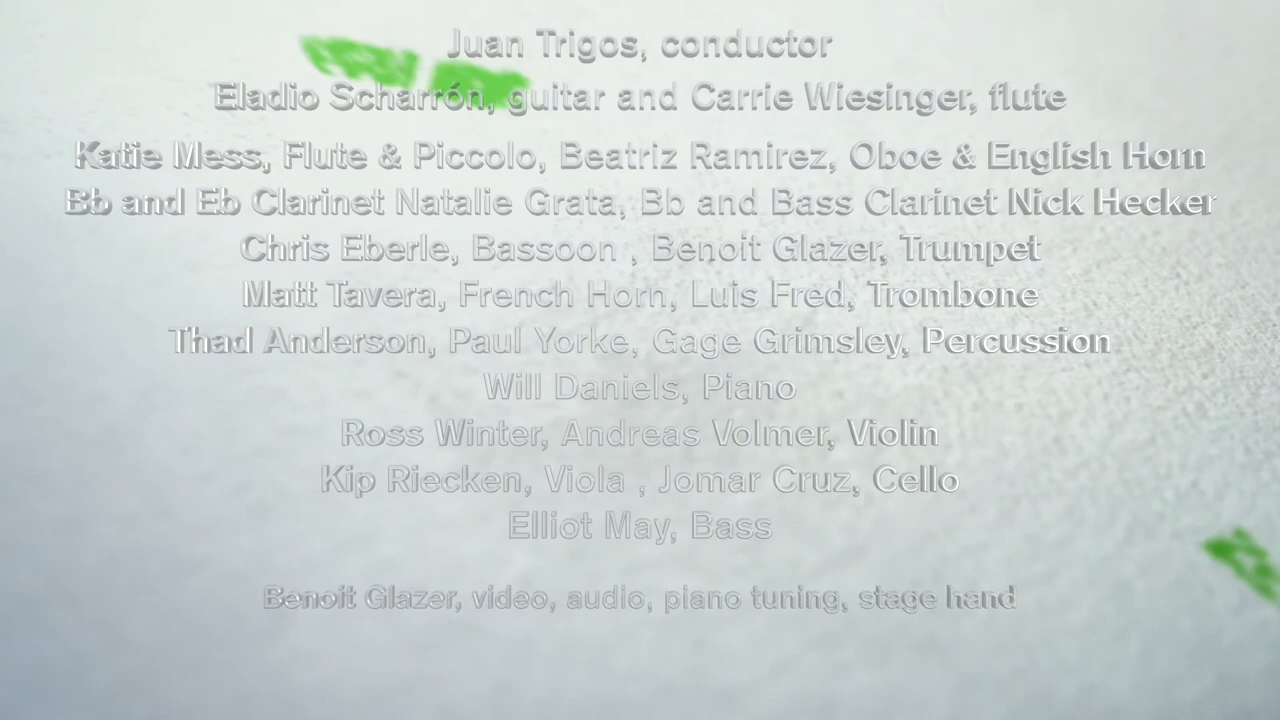 Juan Trigos, conductor
Eladio Scharrón, guitar and Carrie Wiesinger, flute
Katie Mess, Flute & Piccolo, Beatriz Ramirez, Oboe & English Horn
Bb and Eb Clarinet Natalie Grata, Bb and Bass Clarinet Nick Hecker
Chris Eberle, Bassoon , Benoit Glazer, Trumpet
Matt Tavera, French Horn, Luis Fred, Trombone
Thad Anderson, Paul Yorke, Gage Grimsley, Percussion
Will Daniels, Piano
Ross Winter, Andreas Volmer, Violin
Kip Riecken, Viola , Jomar Cruz, Cello
Elliot May, Bass
Benoit Glazer, video, audio, piano tuning, stage hand